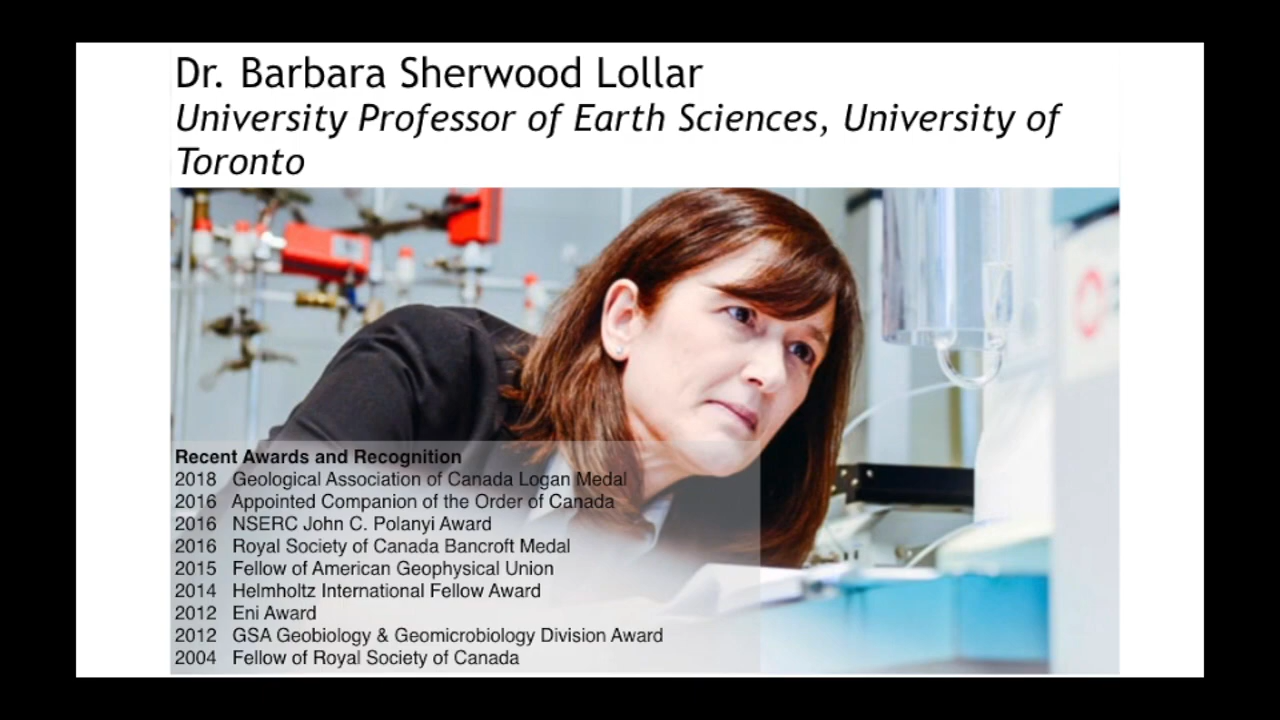 Dr. Barbara Sherwood Lollar
University Professor of Earth Sciences, University of
Toronto
Recent Awards and Recognition
2018 Geological Association of Canada Logan Medal
2016 Appointed Companion of the Order of Canada
2016 NSERC John C. Polanyi Award
2016 Royal Society of Canada Bancroft Medal
2015 Fellow of American Geophysical Union
2014 Helmholtz International Fellow Award
2012 Eni Award
2012 GSA Geobiology & Geomicrobiology Division Award
2004 Fellow of Royal Society of Canada